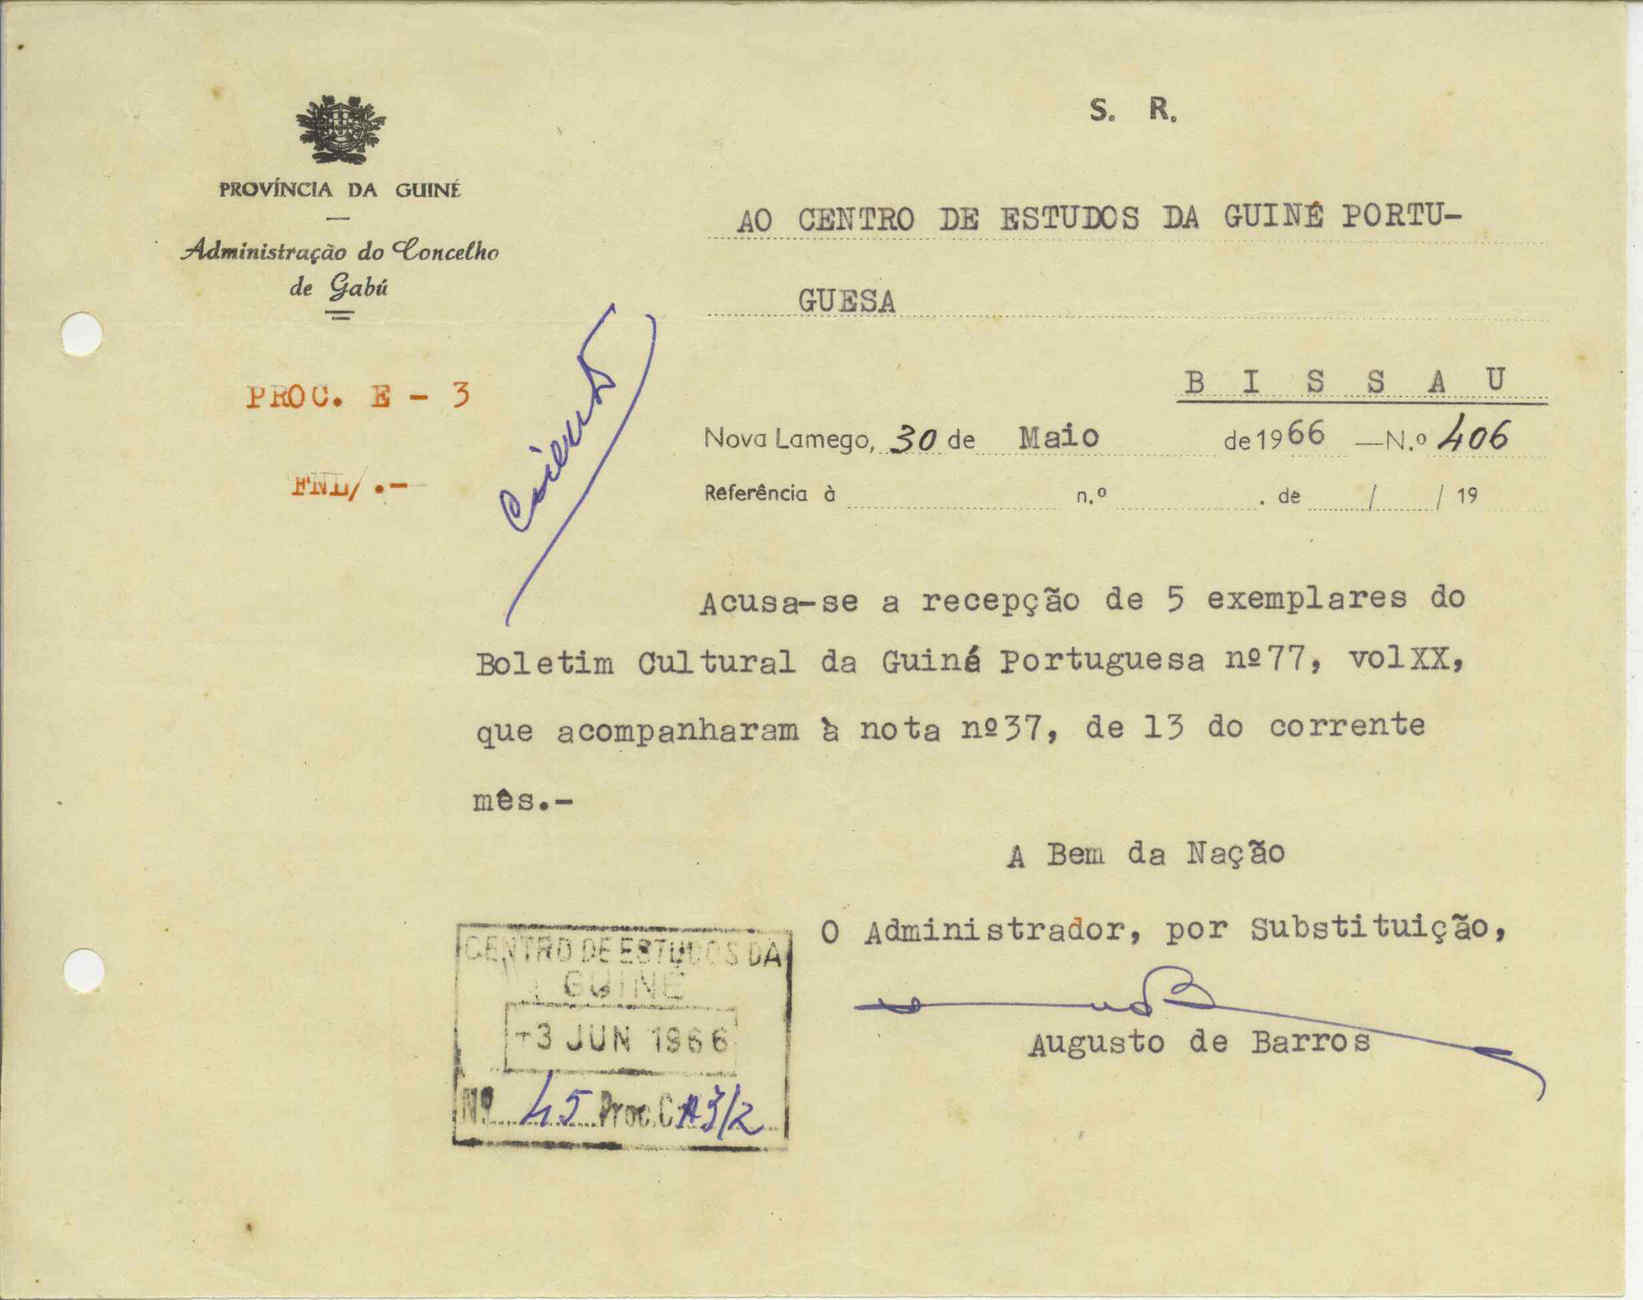 S. R.
PROVÍNCIA DA GUINÉ
Administração do Concelho
de Gabú
AO CENTRO DE ESTUDOS DA GUINÉ PORTU-
GUESA
B I S S A U
PROC. E - 3
FNL/.-
Nova Lamego, 30 de Maio de 1966 — N.º 406
Referência à n.º . de / / 19
Acusa-se a recepção de 5 exemplares do
Boletim Cultural da Guiné Portuguesa nº77, volXX,
que acompanharam à nota nº37, de 13 do corrente
mês.-
A Bem da Nação
O Administrador, por Substituição,
Augusto de Barros
CENTRO DE ESTUDOS DA
GUINÉ
-3 JUN 1966
Nº 45 Proc. C A3/2